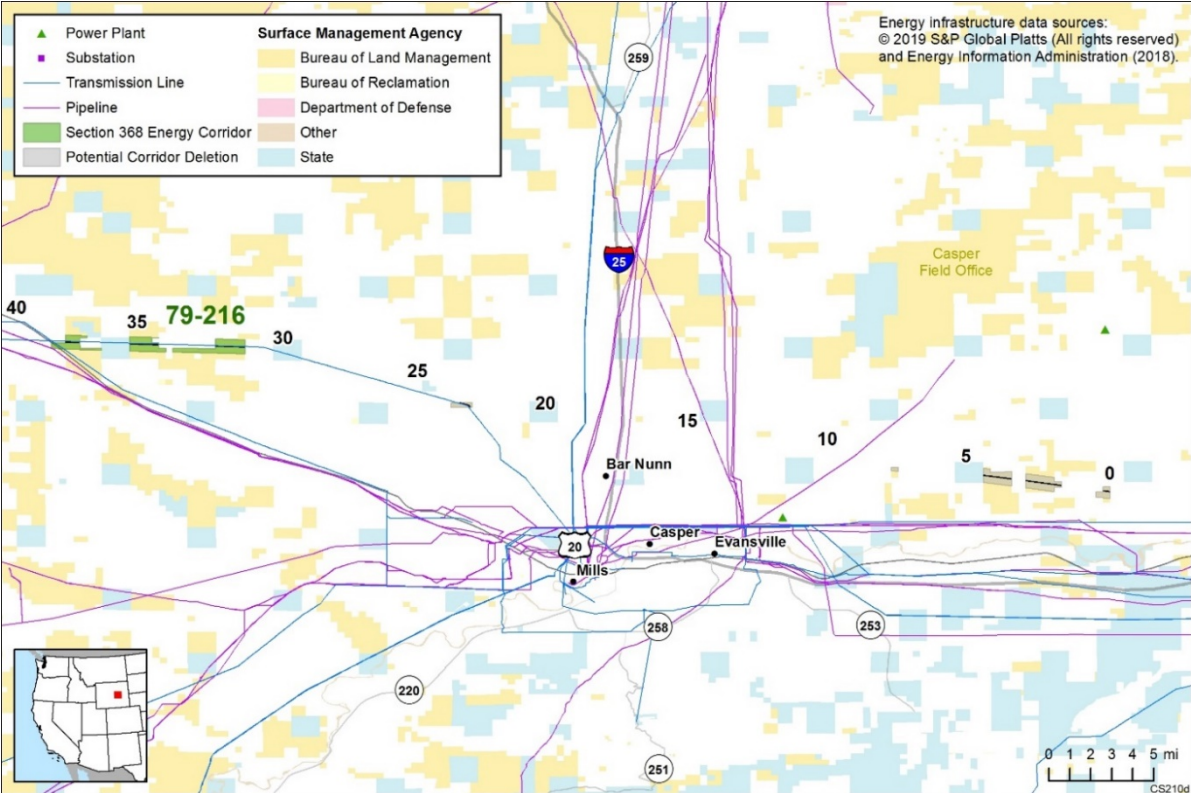 Power Plant
Substation
Transmission Line
Pipeline
Section 368 Energy Corridor
Potential Corridor Deletion
Surface Management Agency
Bureau of Land Management
Bureau of Reclamation
Department of Defense
Other
State
Energy infrastructure data sources:
© 2019 S&P Global Platts (All rights reserved)
and Energy Information Administration (2018).
259
25
Casper
Field Office
40
35
79-216
30
25
20
15
10
5
0
Bar Nunn
Casper
Evansville
20
Mills
258
253
220
251
0 1 2 3 4 5 mi
CS210d